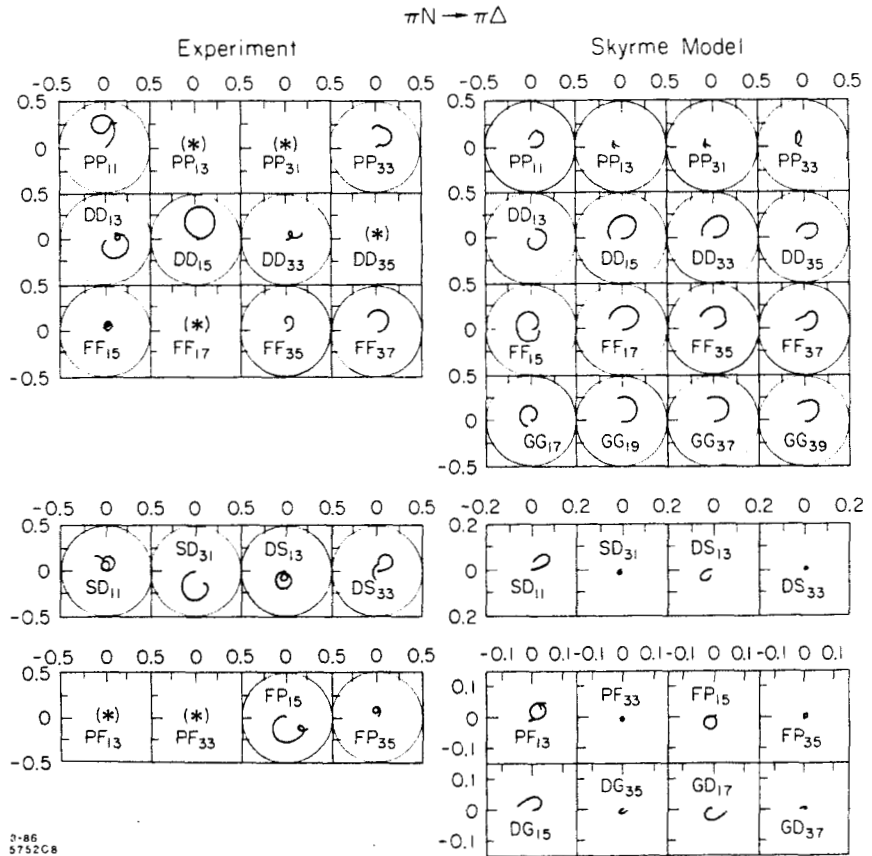 πN → πΔ
Experiment
Skyrme Model
-0.5 0 0.5 0 0.5 0 0.5 0 0.5
-0.5 0 0.5 0 0.5 0 0.5 0 0.5
0.5
0
PP11
(*)
PP13
(*)
PP31
PP33
0.5
0
PP11
PP13
PP31
PP33
0.5
0
DD13
DD15
DD33
(*)
DD35
0.5
0
DD13
DD15
DD33
DD35
0.5
0
-0.5
FF15
(*)
FF17
FF35
FF37
0.5
0
FF15
FF17
FF35
FF37
0.5
0
-0.5
GG17
GG19
GG37
GG39
-0.5 0 0.5 0 0.5 0 0.5 0 0.5
-0.2 0 0.2 0 0.2 0 0.2 0 0.2
0.5
0
-0.5
SD11
SD31
DS13
DS33
0.2
0
0.2
SD11
SD31
DS13
DS33
-0.5 0 0.5 0 0.5 0 0.5 0 0.5
-0.1 0 0.1-0.1 0 0.1-0.1 0 0.1-0.1 0 0.1
0.5
0
-0.5
(*)
PF13
(*)
PF33
FP15
FP35
0.1
0
-0.1
PF13
PF33
FP15
FP35
0.1
0
-0.1
DG15
DG35
GD17
GD37
5752C8